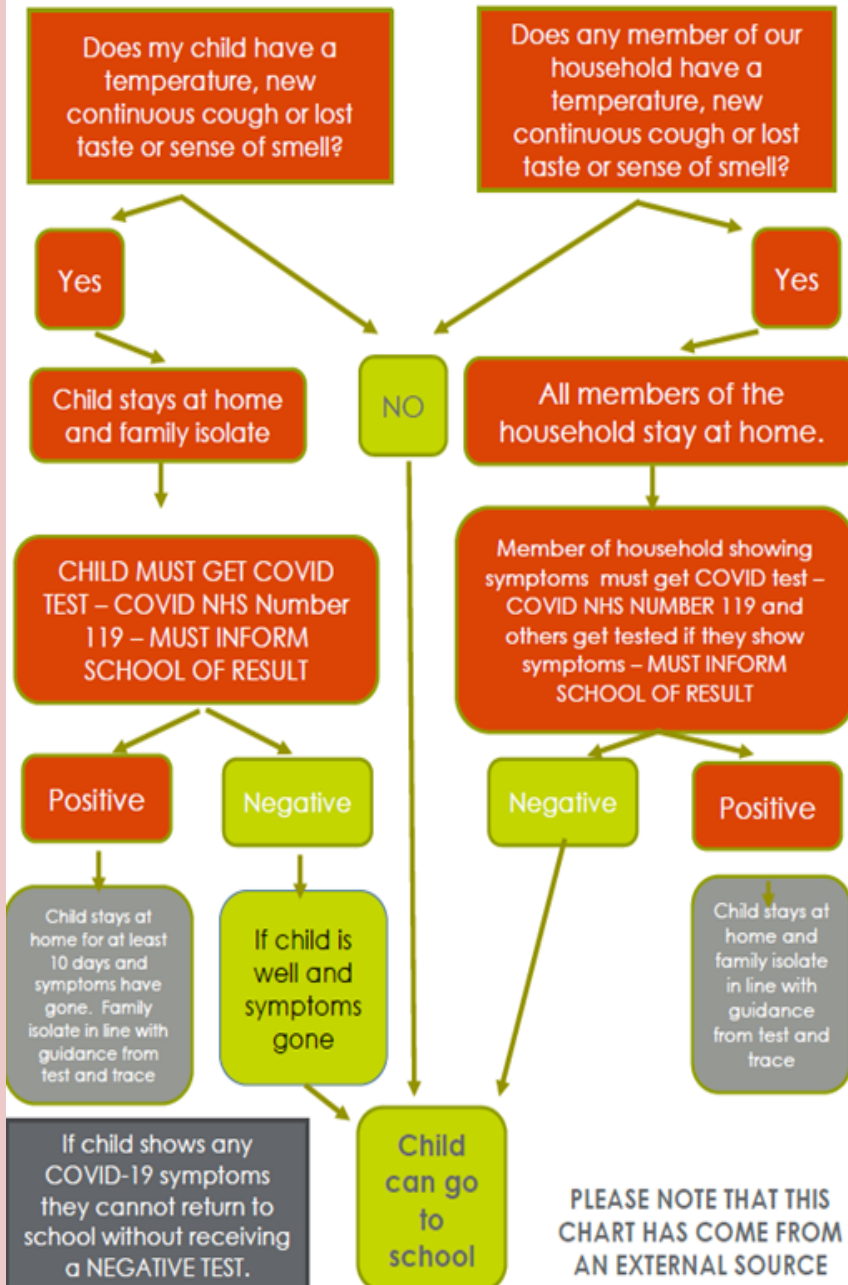 Does my child have a
temperature, new
continuous cough or lost
taste or sense of smell?
Does any member of our
household have a
temperature, new
continuous cough or lost
taste or sense of smell?
Yes
Yes
NO
Child stays at home
and family isolate
All members of the
household stay at home.
CHILD MUST GET COVID
TEST – COVID NHS Number
119 – MUST INFORM
SCHOOL OF RESULT
Member of household showing
symptoms must get COVID test –
COVID NHS NUMBER 119 and
others get tested if they show
symptoms – MUST INFORM
SCHOOL OF RESULT
Positive
Negative
Negative
Positive
Child stays at
home for at least
10 days and
symptoms have
gone. Family
isolate in line with
guidance from
test and trace
If child is
well and
symptoms
gone
Child stays at
home and
family isolate
in line with
guidance
from test and
trace
If child shows any
COVID-19 symptoms
they cannot return to
school without receiving
a NEGATIVE TEST.
Child
can go
to
school
PLEASE NOTE THAT THIS
CHART HAS COME FROM
AN EXTERNAL SOURCE